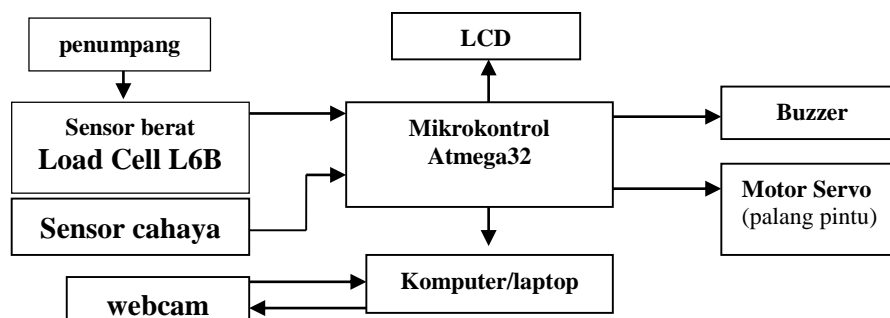 penumpang
LCD
Sensor berat
Load Cell L6B
Mikrokontrol
Atmega32
Buzzer
Motor Servo
(palang pintu)
Sensor cahaya
Komputer/laptop
webcam